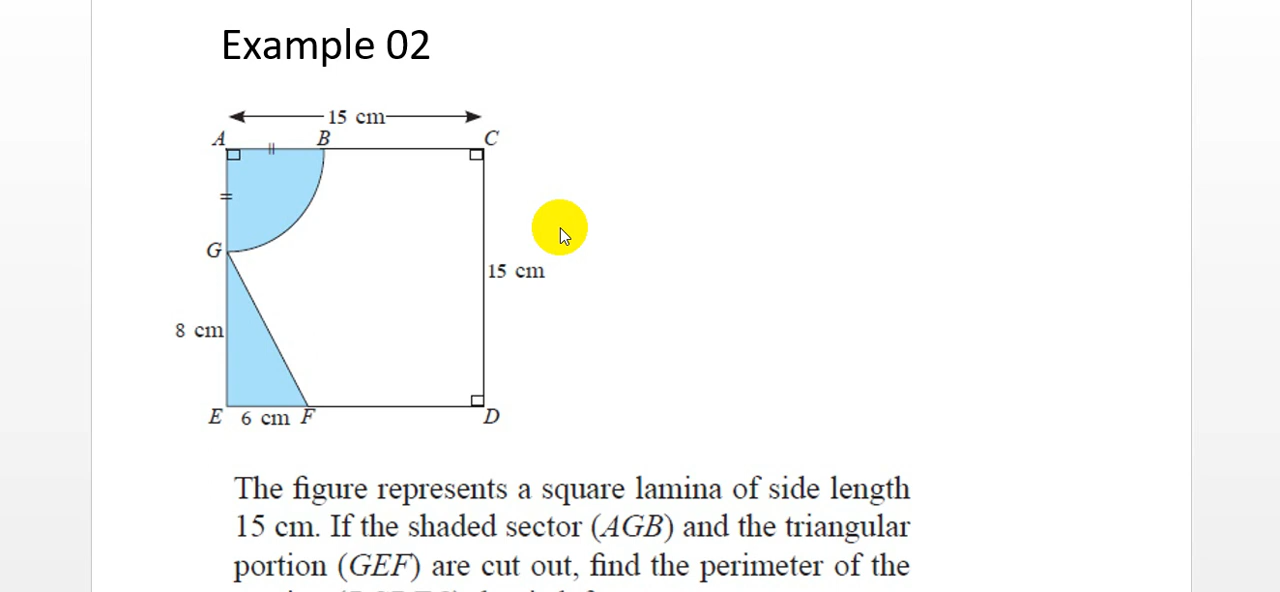 Example 02
15 cm
A B C
G
15 cm
8 cm
E 6 cm F D
The figure represents a square lamina of side length
15 cm. If the shaded sector (AGB) and the triangular
portion (GEF) are cut out, find the perimeter of the